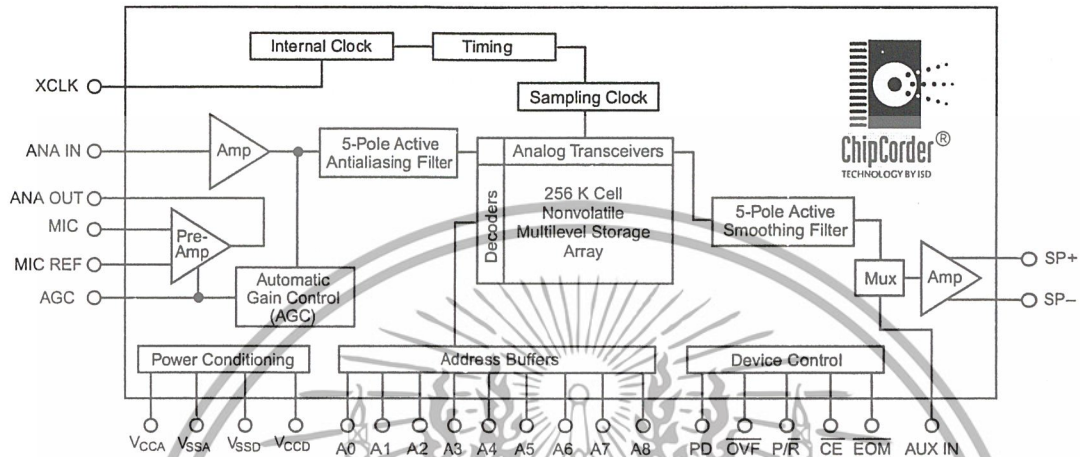 Internal Clock
Timing
XCLK
Sampling Clock
ANA IN
Amp
5-Pole Active
Antialiasing Filter
Analog Transceivers
ChipCorder®
TECHNOLOGY BY ISD
ANA OUT
MIC
Pre-
Amp
MIC REF
AGC
Automatic
Gain Control
(AGC)
Decoders
256 K Cell
Nonvolatile
Multilevel Storage
Array
5-Pole Active
Smoothing Filter
Mux
Amp
SP+
SP–
Power Conditioning
Address Buffers
Device Control
VCCA VSSA VSSD VCCD A0 A1 A2 A3 A4 A5 A6 A7 A8 PD O̅V̅F̅ P/R̅ C̅E̅ E̅O̅M̅ AUX IN